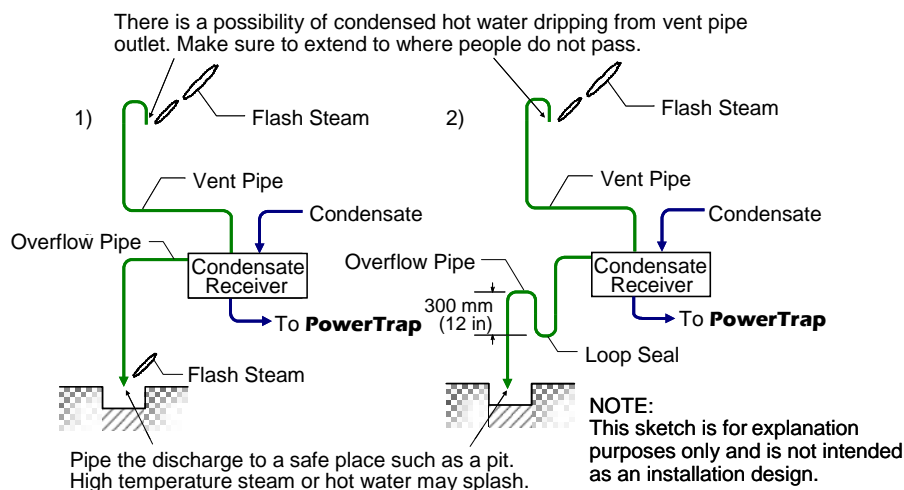 There is a possibility of condensed hot water dripping from vent pipe
outlet. Make sure to extend to where people do not pass.
1)
Flash Steam
Vent Pipe
Condensate
Overflow Pipe
Condensate
Receiver
To PowerTrap
Flash Steam
2)
Flash Steam
Vent Pipe
Condensate
Overflow Pipe
Condensate
Receiver
300 mm
(12 in)
To PowerTrap
Loop Seal
Pipe the discharge to a safe place such as a pit.
High temperature steam or hot water may splash.
NOTE:
This sketch is for explanation
purposes only and is not intended
as an installation design.